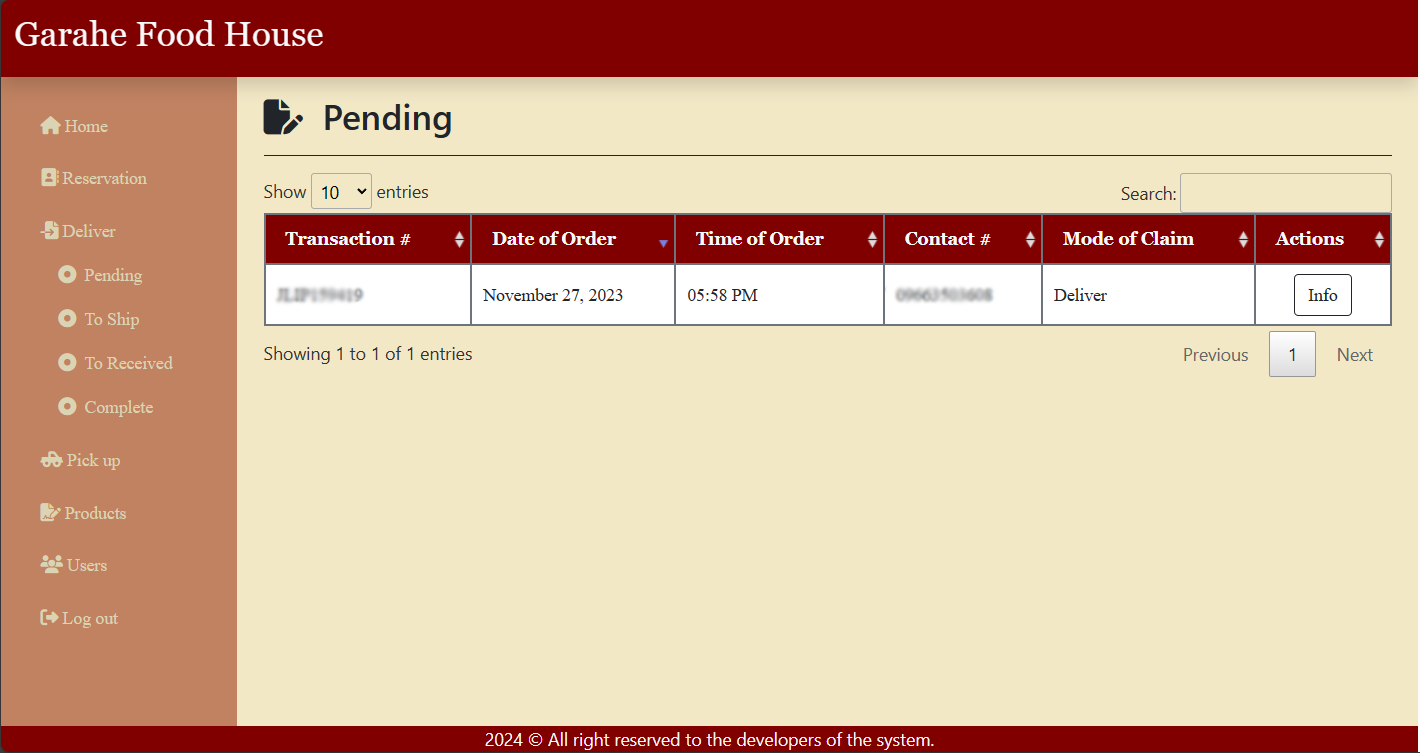 Garahe Food House
Home
Reservation
Deliver
Pending
To Ship
To Received
Complete
Pick up
Products
Users
Log out
Pending
Show 10 entries
Search:
Transaction # Date of Order Time of Order Contact # Mode of Claim Actions
November 27, 2023 05:58 PM Deliver Info
Showing 1 to 1 of 1 entries
Previous 1 Next
2024 © All right reserved to the developers of the system.